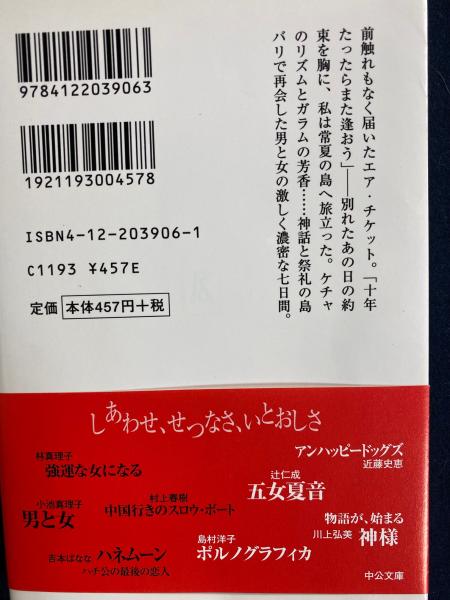 前触れもなく届いたエア・チケット。「十年
たったらまた逢おう」──別れたあの日の約
束を胸に、私は常夏の島へ旅立った。ケチャ
のリズムとガラムの芳香……神話と祭礼の島
バリで再会した男と女の激しく濃密な七日間。
9784122039063
1921193004578
ISBN4-12-203906-1
C1193 ¥457E
定価 本体457円+税
しあわせ、せつなさ、いとおしさ
アンハッピードッグズ
近藤史恵
林真理子
強運な女になる
辻仁成
五女夏音
村上春樹
中国行きのスロウ・ボート
小池真理子
男と女
物語が、始まる
川上弘美 神様
島村洋子
ポルノグラフィカ
吉本ばなな ハネムーン
ハチ公の最後の恋人
中公文庫